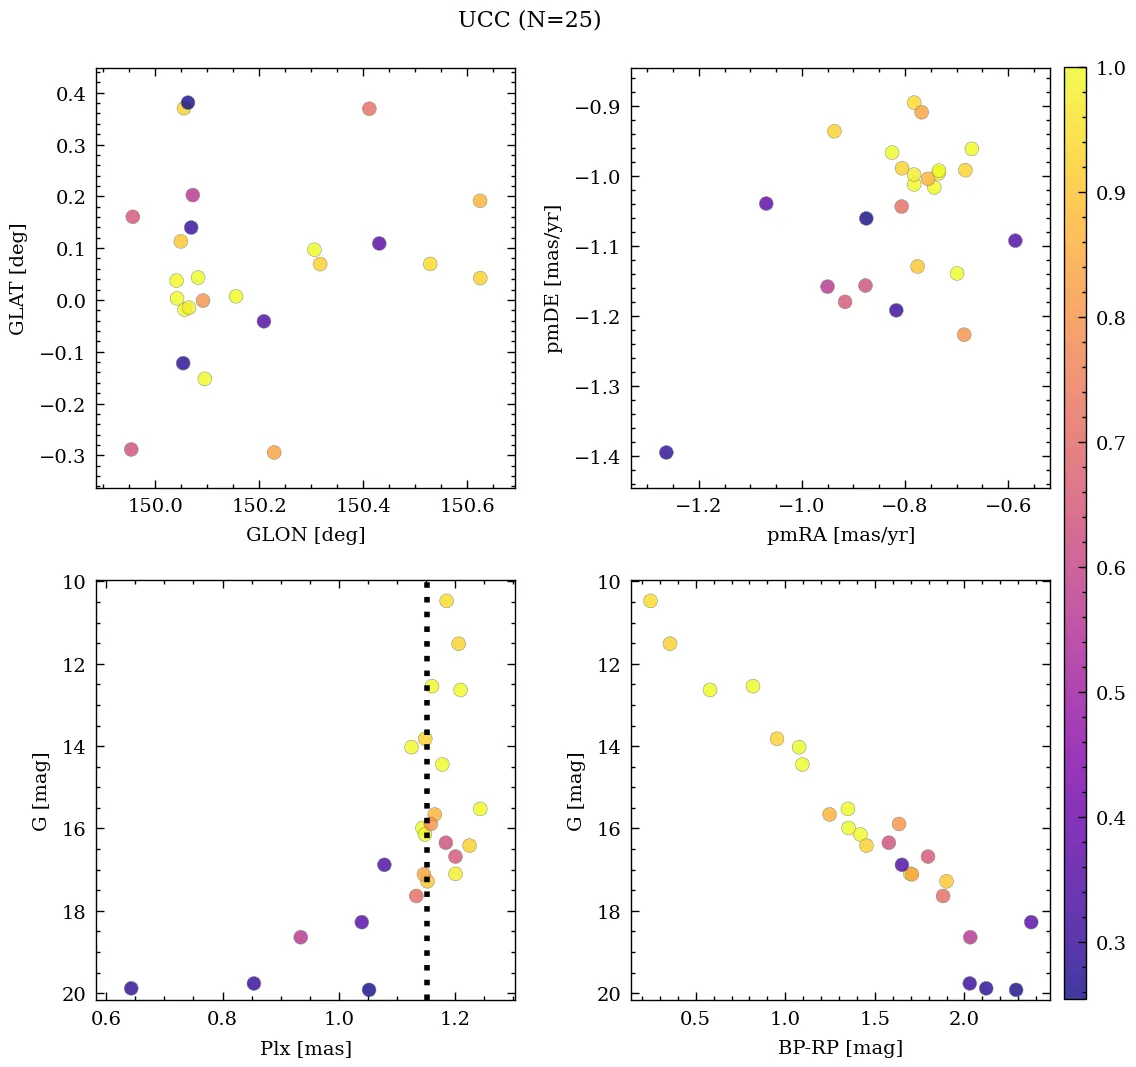 UCC (N=25)
0.4
0.3
0.2
0.1
0.0
−0.1
−0.2
−0.3
GLAT [deg]
150.0 150.2 150.4 150.6
GLON [deg]
−0.9
−1.0
−1.1
−1.2
−1.3
−1.4
pmDE [mas/yr]
−1.2 −1.0 −0.8 −0.6
pmRA [mas/yr]
10
12
14
16
18
20
G [mag]
0.6 0.8 1.0 1.2
Plx [mas]
10
12
14
16
18
20
G [mag]
0.5 1.0 1.5 2.0
BP-RP [mag]
1.0
0.9
0.8
0.7
0.6
0.5
0.4
0.3